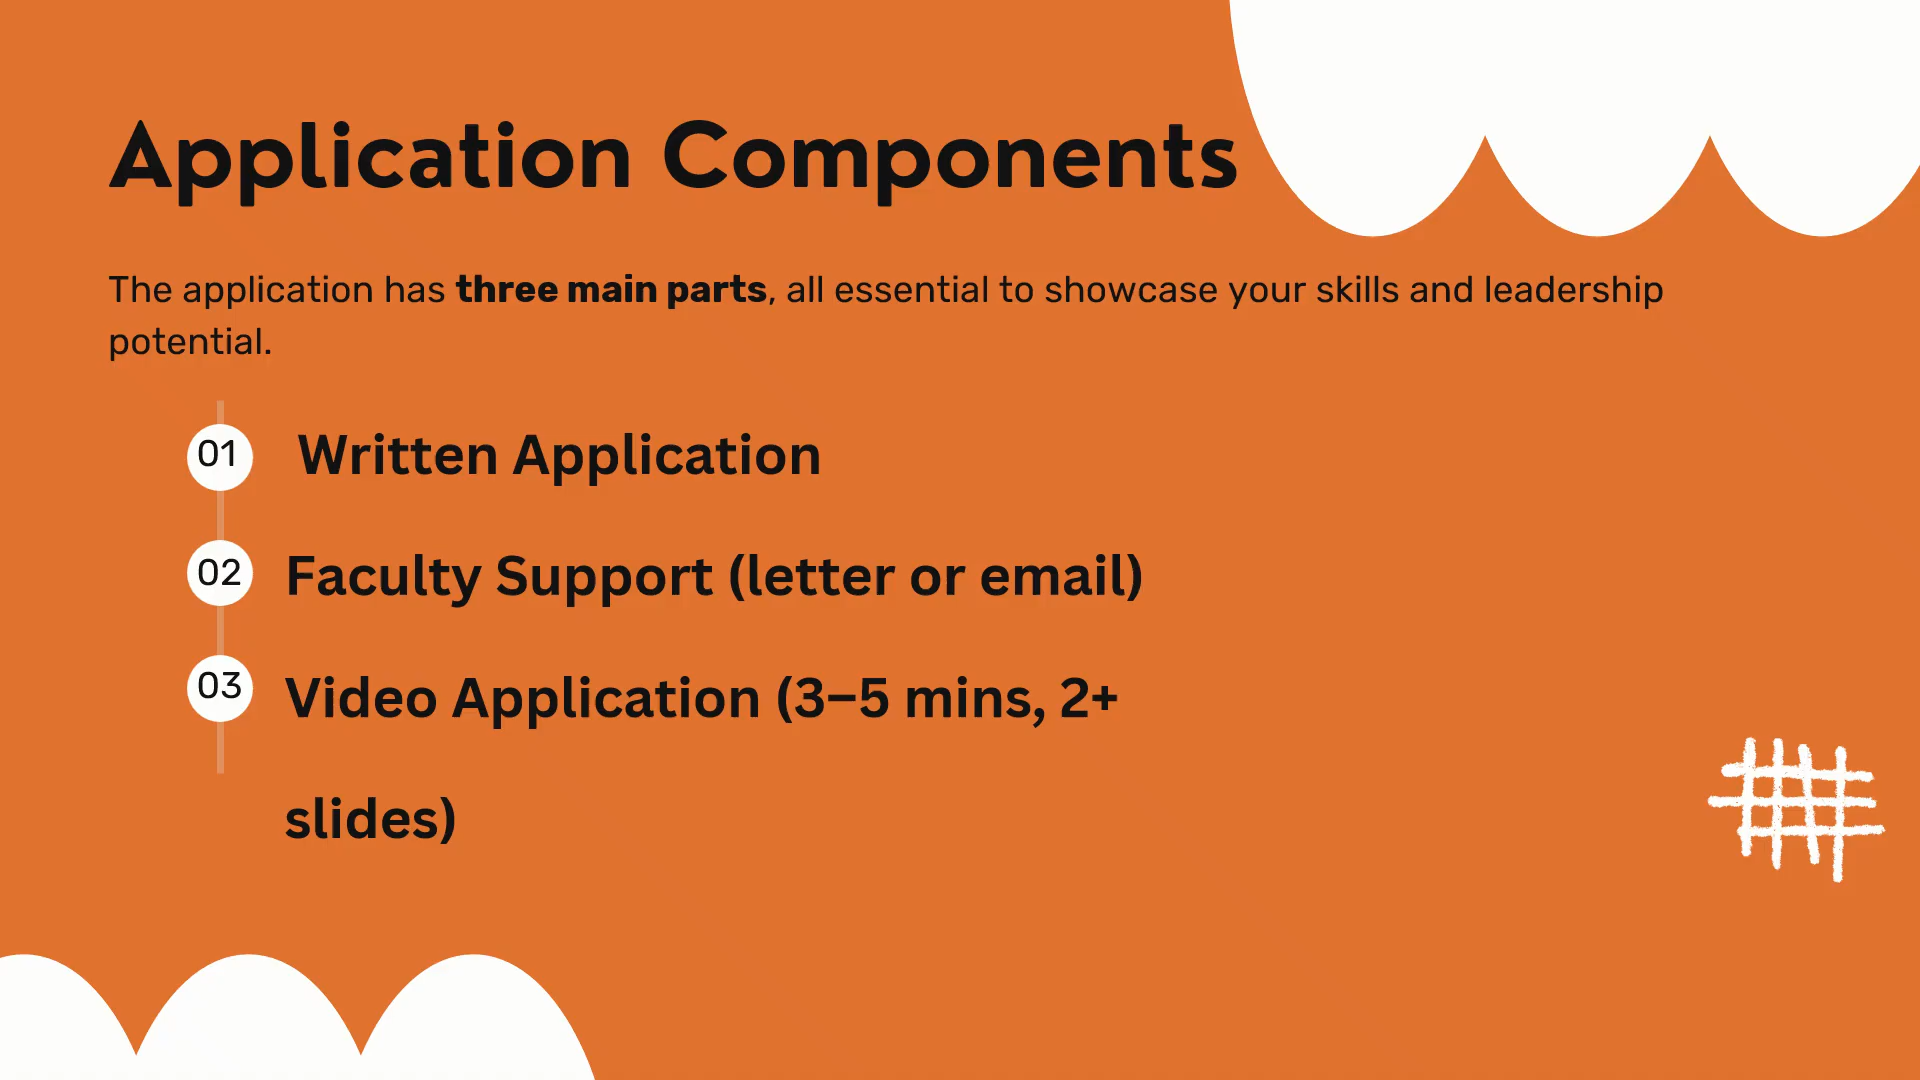 Application Components
The application has three main parts, all essential to showcase your skills and leadership
potential.
01 Written Application
02 Faculty Support (letter or email)
03 Video Application (3–5 mins, 2+
slides)